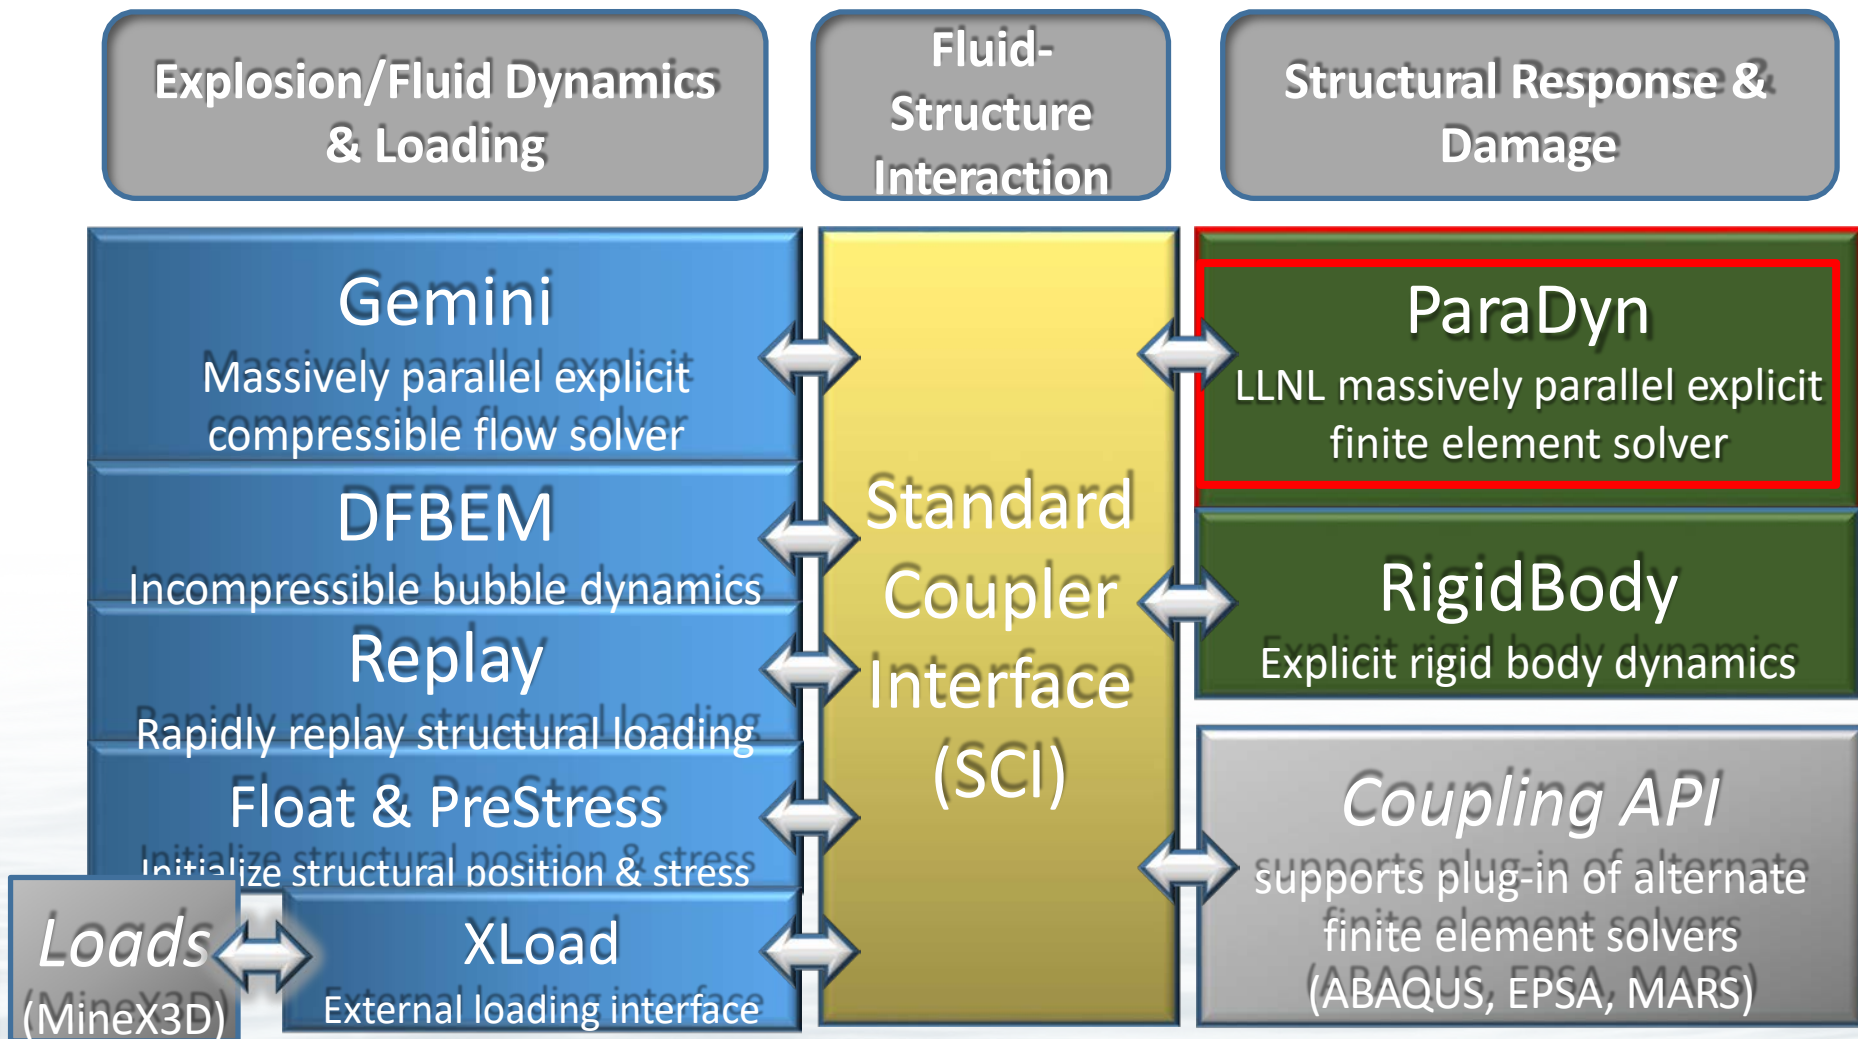 Explosion/Fluid Dynamics
& Loading
Fluid-
Structure
Interaction
Structural Response &
Damage
Gemini
Massively parallel explicit
compressible flow solver
DFBEM
Incompressible bubble dynamics
Replay
Rapidly replay structural loading
Float & PreStress
Initialize structural position & stress
Loads
(MineX3D)
XLoad
External loading interface
Standard
Coupler
Interface
(SCI)
ParaDyn
LLNL massively parallel explicit
finite element solver
RigidBody
Explicit rigid body dynamics
Coupling API
supports plug-in of alternate
finite element solvers
(ABAQUS, EPSA, MARS)